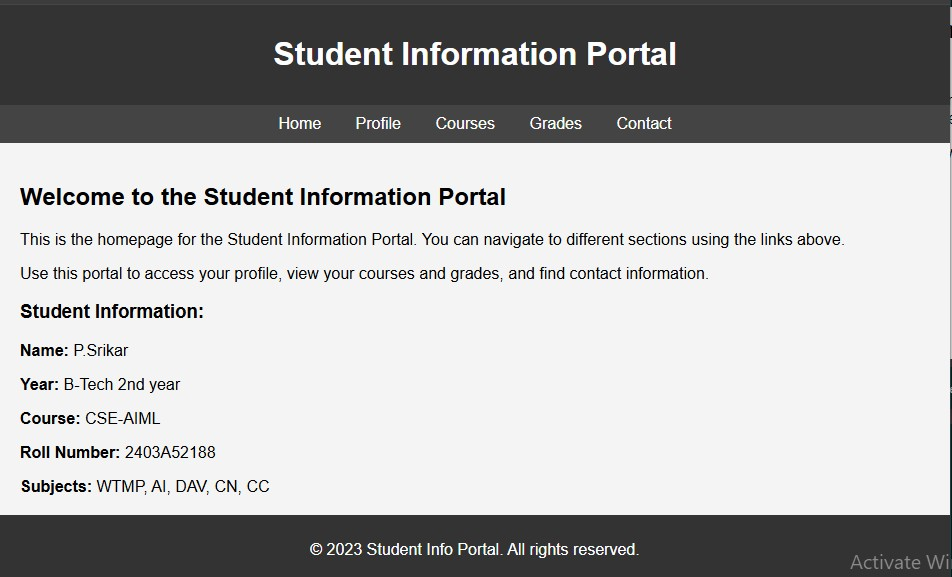 Student Information Portal
Home Profile Courses Grades Contact
Welcome to the Student Information Portal
This is the homepage for the Student Information Portal. You can navigate to different sections using the links above.
Use this portal to access your profile, view your courses and grades, and find contact information.
Student Information:
Name: P.Srikar
Year: B-Tech 2nd year
Course: CSE-AIML
Roll Number: 2403A52188
Subjects: WTMP, AI, DAV, CN, CC
© 2023 Student Info Portal. All rights reserved.
Activate Wi